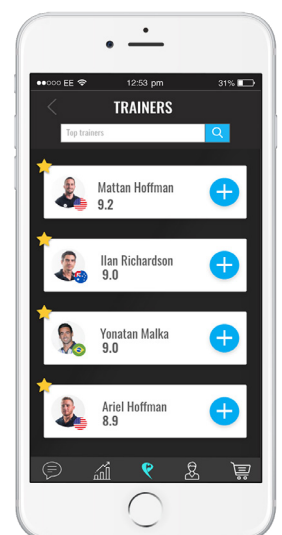 ●●○○○ EE 12:53 pm 31%
TRAINERS
Top trainers
Mattan Hoffman
9.2
Ilan Richardson
9.0
Yonatan Malka
9.0
Ariel Hoffman
8.9